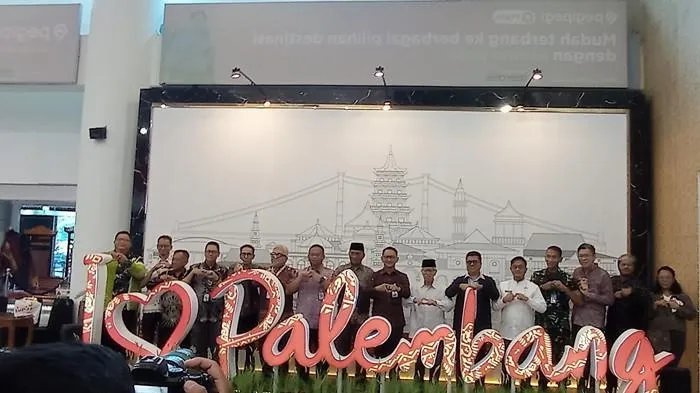 pegipegi
Mudah terbang ke berbagai pilihan destinasi
dengan
I ♥ Palembang